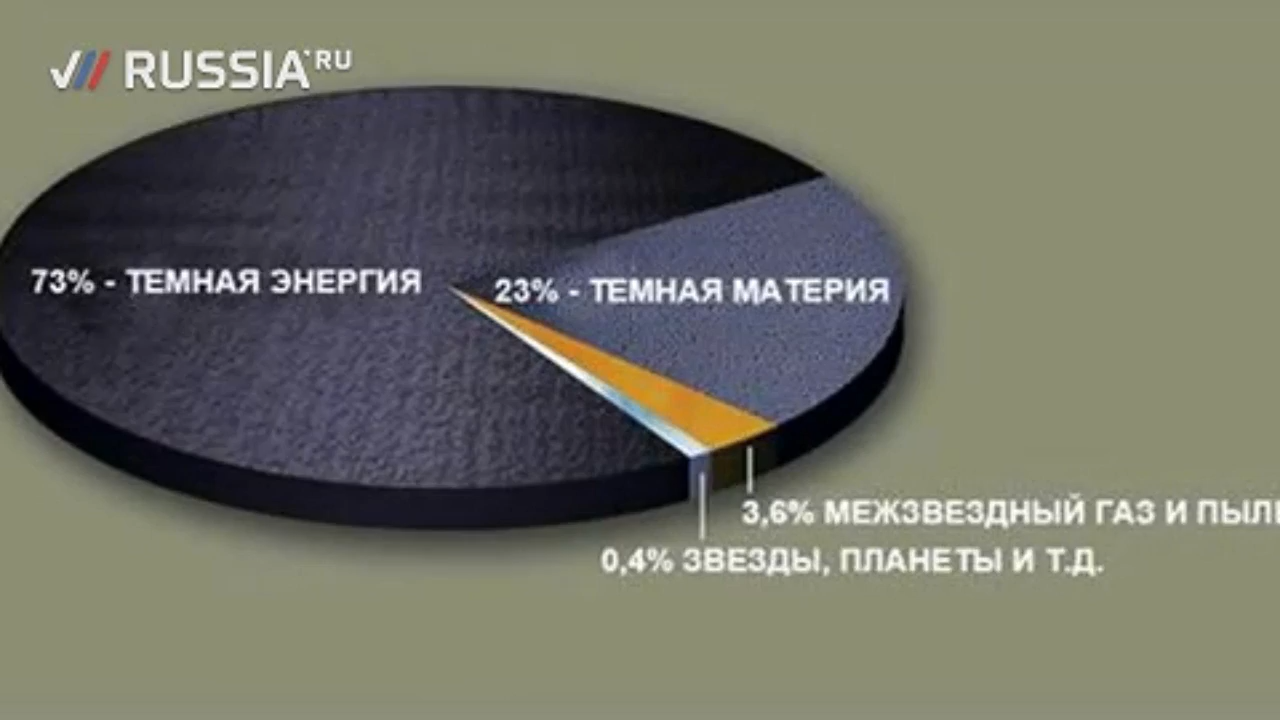 RUSSIA.RU
73% - ТЕМНАЯ ЭНЕРГИЯ
23% - ТЕМНАЯ МАТЕРИЯ
3,6% МЕЖЗВЕЗДНЫЙ ГАЗ И
0,4% ЗВЕЗДЫ, ПЛАНЕТЫ И Т.Д.